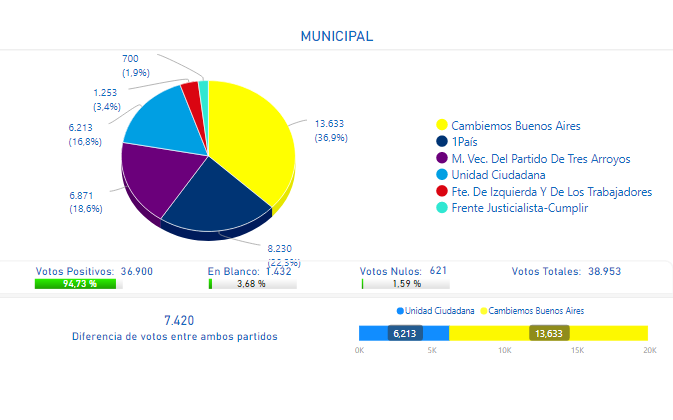 MUNICIPAL
700
(1,9%)
1.253
(3,4%)
6.213
(16,8%)
6.871
(18,6%)
13.633
(36,9%)
8.230
(22,3%)
Cambiemos Buenos Aires
1País
M. Vec. Del Partido De Tres Arroyos
Unidad Ciudadana
Fte. De Izquierda Y De Los Trabajadores
Frente Justicialista-Cumplir
Votos Positivos: 36.900
94,73 %
En Blanco: 1.432
3,68 %
Votos Nulos: 621
1,59 %
Votos Totales: 38.953
7.420
Diferencia de votos entre ambos partidos
Unidad Ciudadana Cambiemos Buenos Aires
6,213 13,633
0K 5K 10K 15K 20K